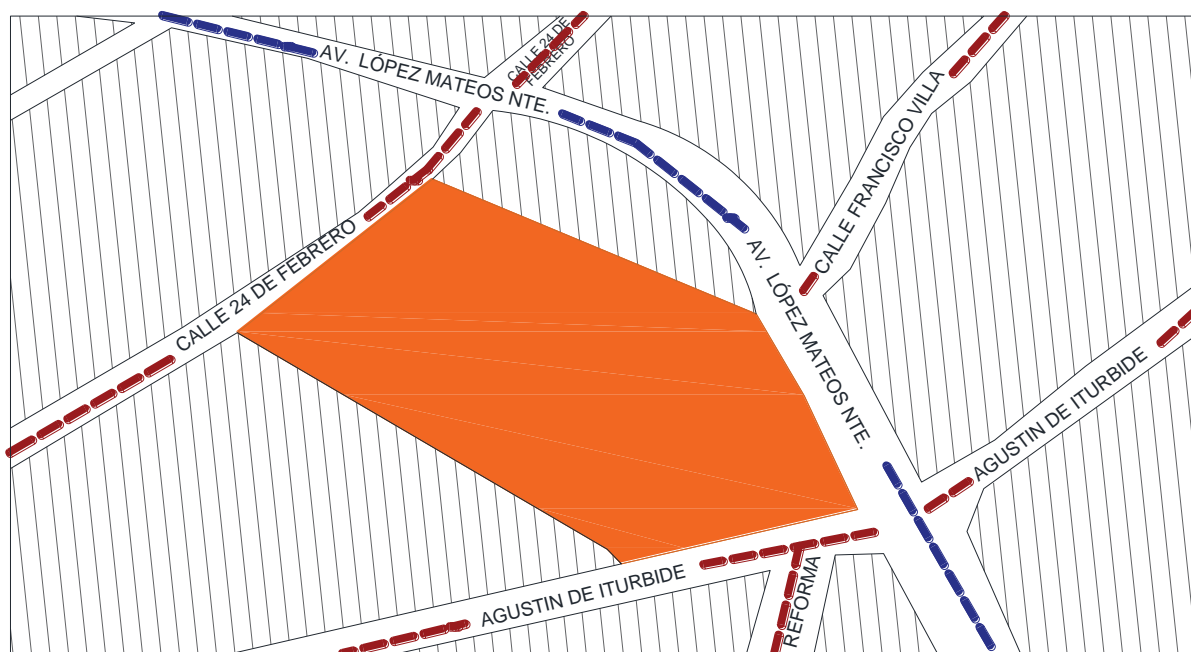 AV. LÓPEZ MATEOS NTE.
CALLE 24 DE
FEBRERO
CALLE FRANCISCO VILLA
CALLE 24 DE FEBRERO
AV. LÓPEZ MATEOS NTE.
AGUSTIN DE ITURBIDE
AGUSTIN DE ITURBIDE
REFORMA